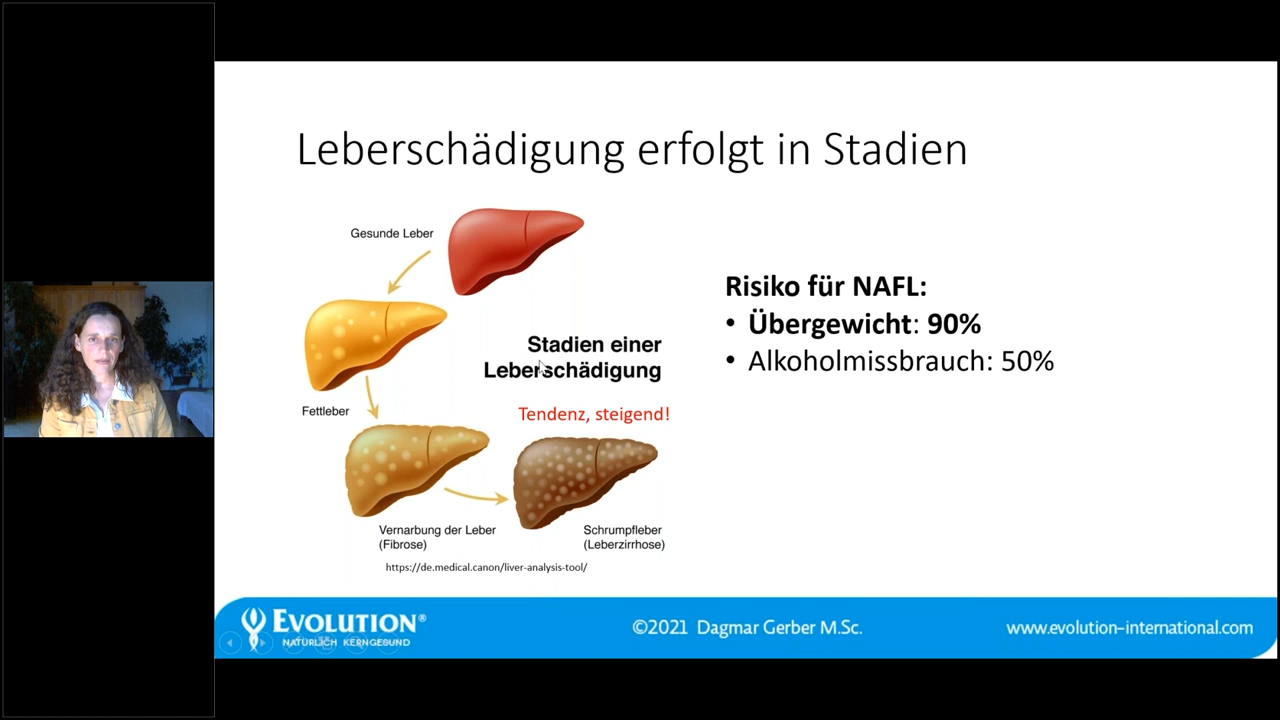 Leberschädigung erfolgt in Stadien
Gesunde Leber
Stadien einer
Leberschädigung
Fettleber
Tendenz, steigend!
Vernarbung der Leber
(Fibrose)
Schrumpfleber
(Leberzirrhose)
https://de.medical.canon/liver-analysis-tool/
Risiko für NAFL:
• Übergewicht: 90%
• Alkoholmissbrauch: 50%
EVOLUTION®
NATÜRLICH KERNGESUND
©2021 Dagmar Gerber M.Sc.
www.evolution-international.com